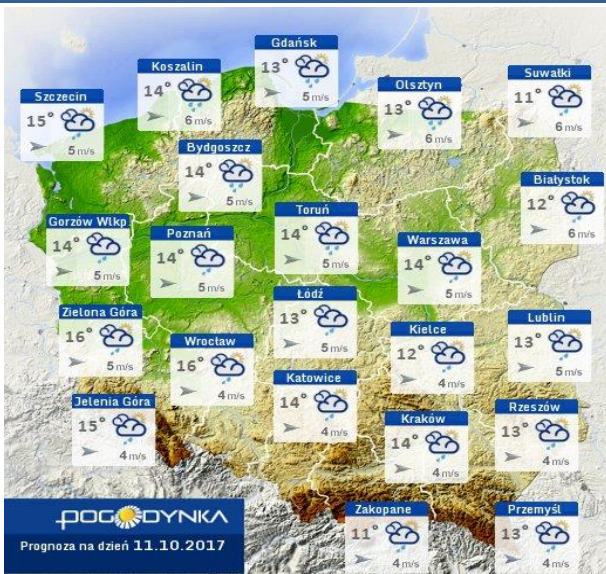 Gdańsk
13°
5 m/s
Koszalin
14°
6 m/s
Suwałki
11°
6 m/s
Olsztyn
13°
6 m/s
Szczecin
15°
5 m/s
Bydgoszcz
14°
5 m/s
Białystok
12°
6 m/s
Toruń
14°
5 m/s
Gorzów Wlkp
14°
5 m/s
Poznań
14°
5 m/s
Warszawa
14°
5 m/s
Łódź
13°
5 m/s
Zielona Góra
16°
5 m/s
Lublin
13°
5 m/s
Kielce
12°
4 m/s
Wrocław
16°
4 m/s
Katowice
14°
4 m/s
Jelenia Góra
15°
4 m/s
Rzeszów
13°
4 m/s
Kraków
14°
4 m/s
Zakopane
11°
4 m/s
Przemyśl
13°
4 m/s
POGODYNKA
Prognoza na dzień 11.10.2017